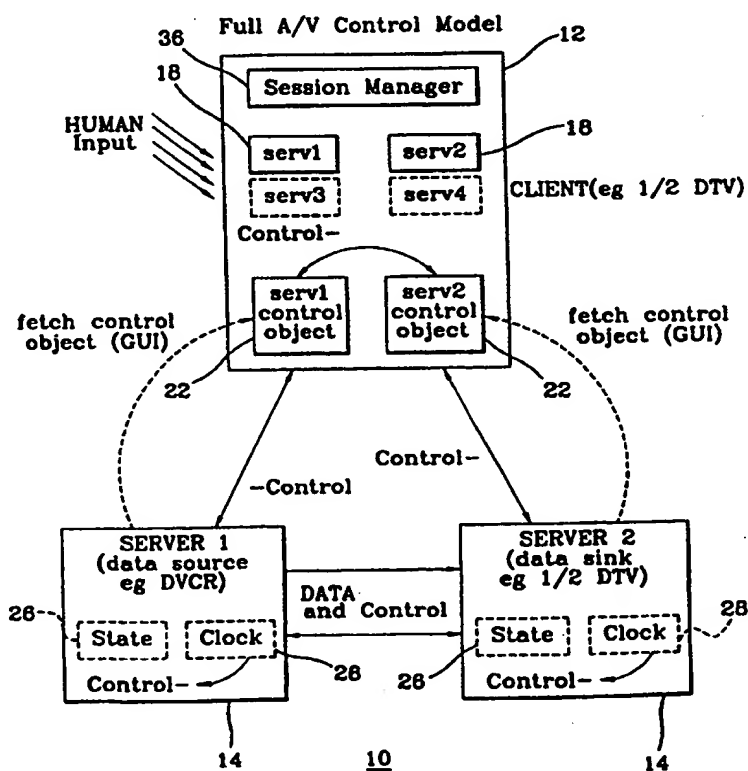 Full A/V Control Model
36
12
Session Manager
18
HUMAN
Input
serv1
serv2
18
serv3
serv4
CLIENT(eg 1/2 DTV)
Control-
serv1
control
object
serv2
control
object
fetch control
object (GUI)
fetch control
object (GUI)
22
22
Control-
-Control
SERVER 1
(data source
eg DVCR)
SERVER 2
(data sink
eg 1/2 DTV)
DATA
and Control
26
State
Clock
28
Control-
26
State
Clock
28
Control-
14
10
14